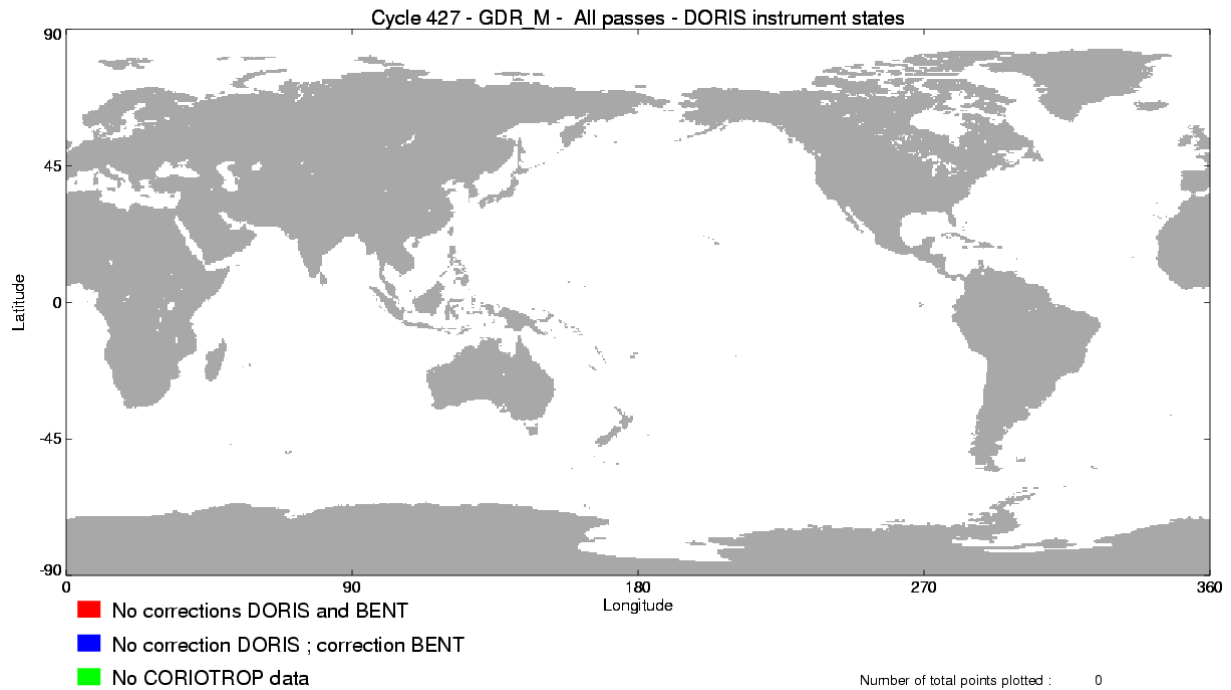 Cycle 427 - GDR_M - All passes - DORIS instrument states
90
45
0
-45
-90
Latitude
0 90 180 270 360
Longitude
No corrections DORIS and BENT
No correction DORIS ; correction BENT
No CORIOTROP data
Number of total points plotted : 0